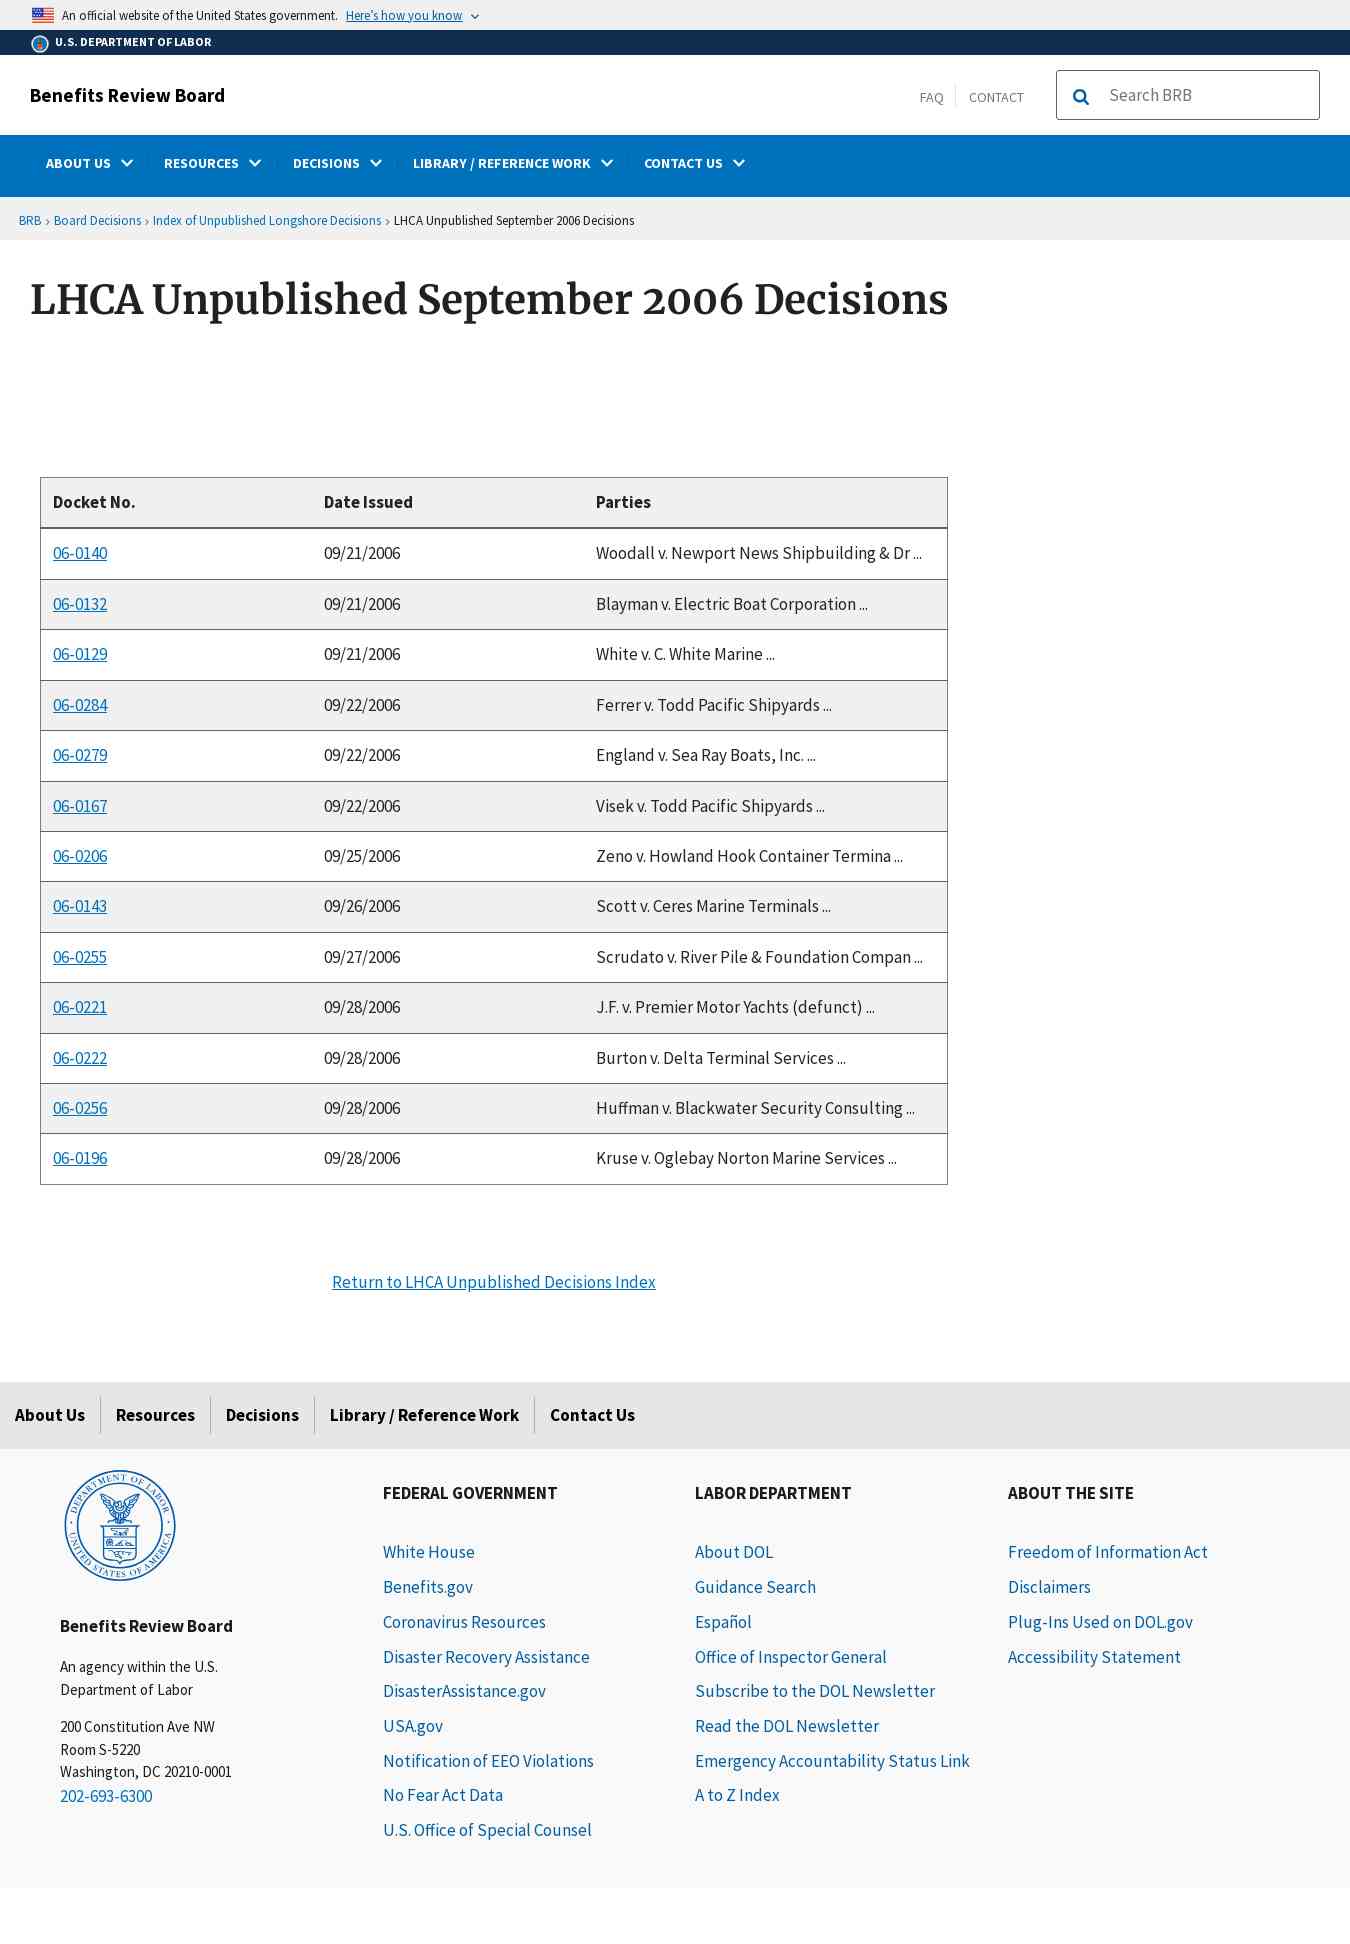 An official website of the United States government. Here's how you know
U.S. DEPARTMENT OF LABOR
Benefits Review Board
FAQ
CONTACT
Search BRB
ABOUT US
RESOURCES
DECISIONS
LIBRARY / REFERENCE WORK
CONTACT US
BRB › Board Decisions › Index of Unpublished Longshore Decisions › LHCA Unpublished September 2006 Decisions
LHCA Unpublished September 2006 Decisions
Docket No. Date Issued Parties
06-0140 09/21/2006 Woodall v. Newport News Shipbuilding & Dr ...
06-0132 09/21/2006 Blayman v. Electric Boat Corporation ...
06-0129 09/21/2006 White v. C. White Marine ...
06-0284 09/22/2006 Ferrer v. Todd Pacific Shipyards ...
06-0279 09/22/2006 England v. Sea Ray Boats, Inc. ...
06-0167 09/22/2006 Visek v. Todd Pacific Shipyards ...
06-0206 09/25/2006 Zeno v. Howland Hook Container Termina ...
06-0143 09/26/2006 Scott v. Ceres Marine Terminals ...
06-0255 09/27/2006 Scrudato v. River Pile & Foundation Compan ...
06-0221 09/28/2006 J.F. v. Premier Motor Yachts (defunct) ...
06-0222 09/28/2006 Burton v. Delta Terminal Services ...
06-0256 09/28/2006 Huffman v. Blackwater Security Consulting ...
06-0196 09/28/2006 Kruse v. Oglebay Norton Marine Services ...
Return to LHCA Unpublished Decisions Index
About Us
Resources
Decisions
Library / Reference Work
Contact Us
DEPARTMENT OF LABOR
UNITED STATES OF AMERICA
Benefits Review Board
An agency within the U.S.
Department of Labor
200 Constitution Ave NW
Room S-5220
Washington, DC 20210-0001
202-693-6300
FEDERAL GOVERNMENT
White House
Benefits.gov
Coronavirus Resources
Disaster Recovery Assistance
DisasterAssistance.gov
USA.gov
Notification of EEO Violations
No Fear Act Data
U.S. Office of Special Counsel
LABOR DEPARTMENT
About DOL
Guidance Search
Español
Office of Inspector General
Subscribe to the DOL Newsletter
Read the DOL Newsletter
Emergency Accountability Status Link
A to Z Index
ABOUT THE SITE
Freedom of Information Act
Disclaimers
Plug-Ins Used on DOL.gov
Accessibility Statement